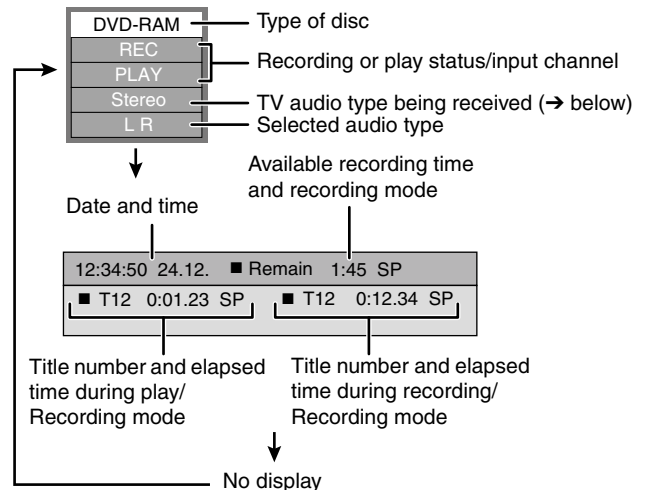 DVD-RAM
Type of disc
REC
Recording or play status/input channel
PLAY
Stereo
TV audio type being received (➔ below)
L R
Selected audio type
Available recording time
and recording mode
Date and time
12:34:50 24.12. ■ Remain 1:45 SP
■ T12 0:01.23 SP ■ T12 0:12.34 SP
Title number and elapsed
time during play/
Recording mode
Title number and elapsed
time during recording/
Recording mode
No display